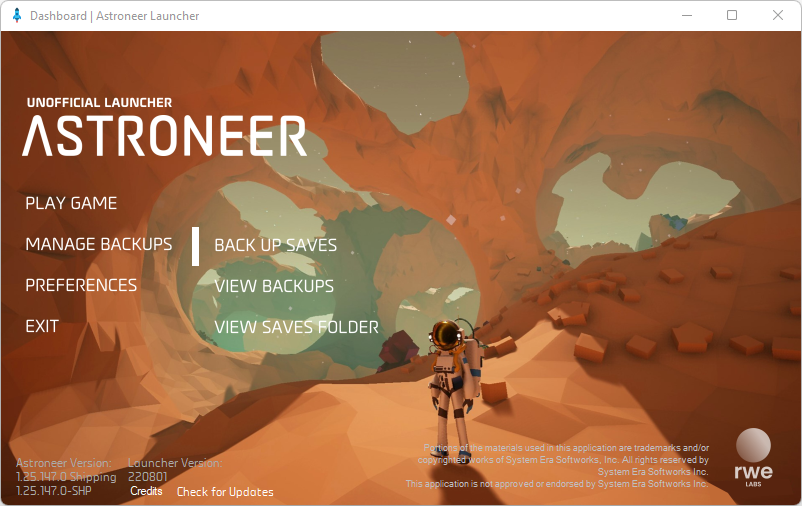 Dashboard | Astroneer Launcher
UNOFFICIAL LAUNCHER
ASTRONEER
PLAY GAME
MANAGE BACKUPS
PREFERENCES
EXIT
BACK UP SAVES
VIEW BACKUPS
VIEW SAVES FOLDER
Astroneer Version:
1.25.147.0 Shipping
1.25.147.0-SHP
Launcher Version:
220801
Credits
Check for Updates
Portions of the materials used in this application are trademarks and/or
copyrighted works of System Era Softworks, Inc. All rights reserved by
System Era Softworks Inc.
This application is not approved or endorsed by System Era Softworks Inc.
rwe
LABS